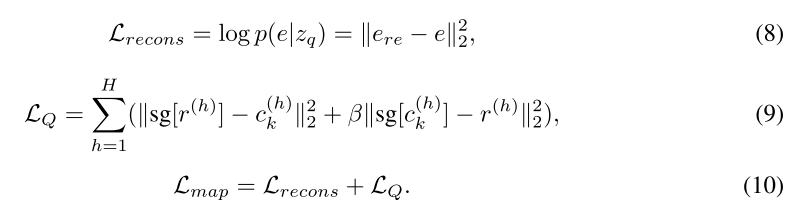 ℒ_{recons} = log p(e|z_q) = ‖e_{re} − e‖_2^2, (8)
ℒ_Q = ∑_{h=1}^{H} (‖sg[r^{(h)}] − c_k^{(h)}‖_2^2 + β‖sg[c_k^{(h)}] − r^{(h)}‖_2^2), (9)
ℒ_{map} = ℒ_{recons} + ℒ_Q. (10)